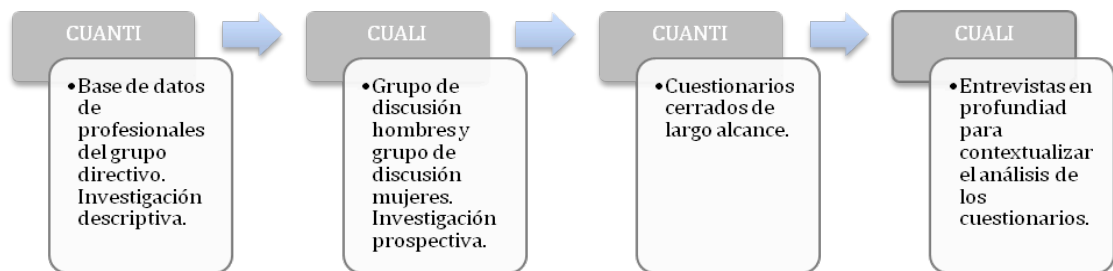 CUANTI
•Base de datos
de
profesionales
del grupo
directivo.
Investigación
descriptiva.
CUALI
•Grupo de
discusión
hombres y
grupo de
discusión
mujeres.
Investigación
prospectiva.
CUANTI
•Cuestionarios
cerrados de
largo alcance.
CUALI
•Entrevistas en
profundiad
para
contextualizar
el análisis de
los
cuestionarios.